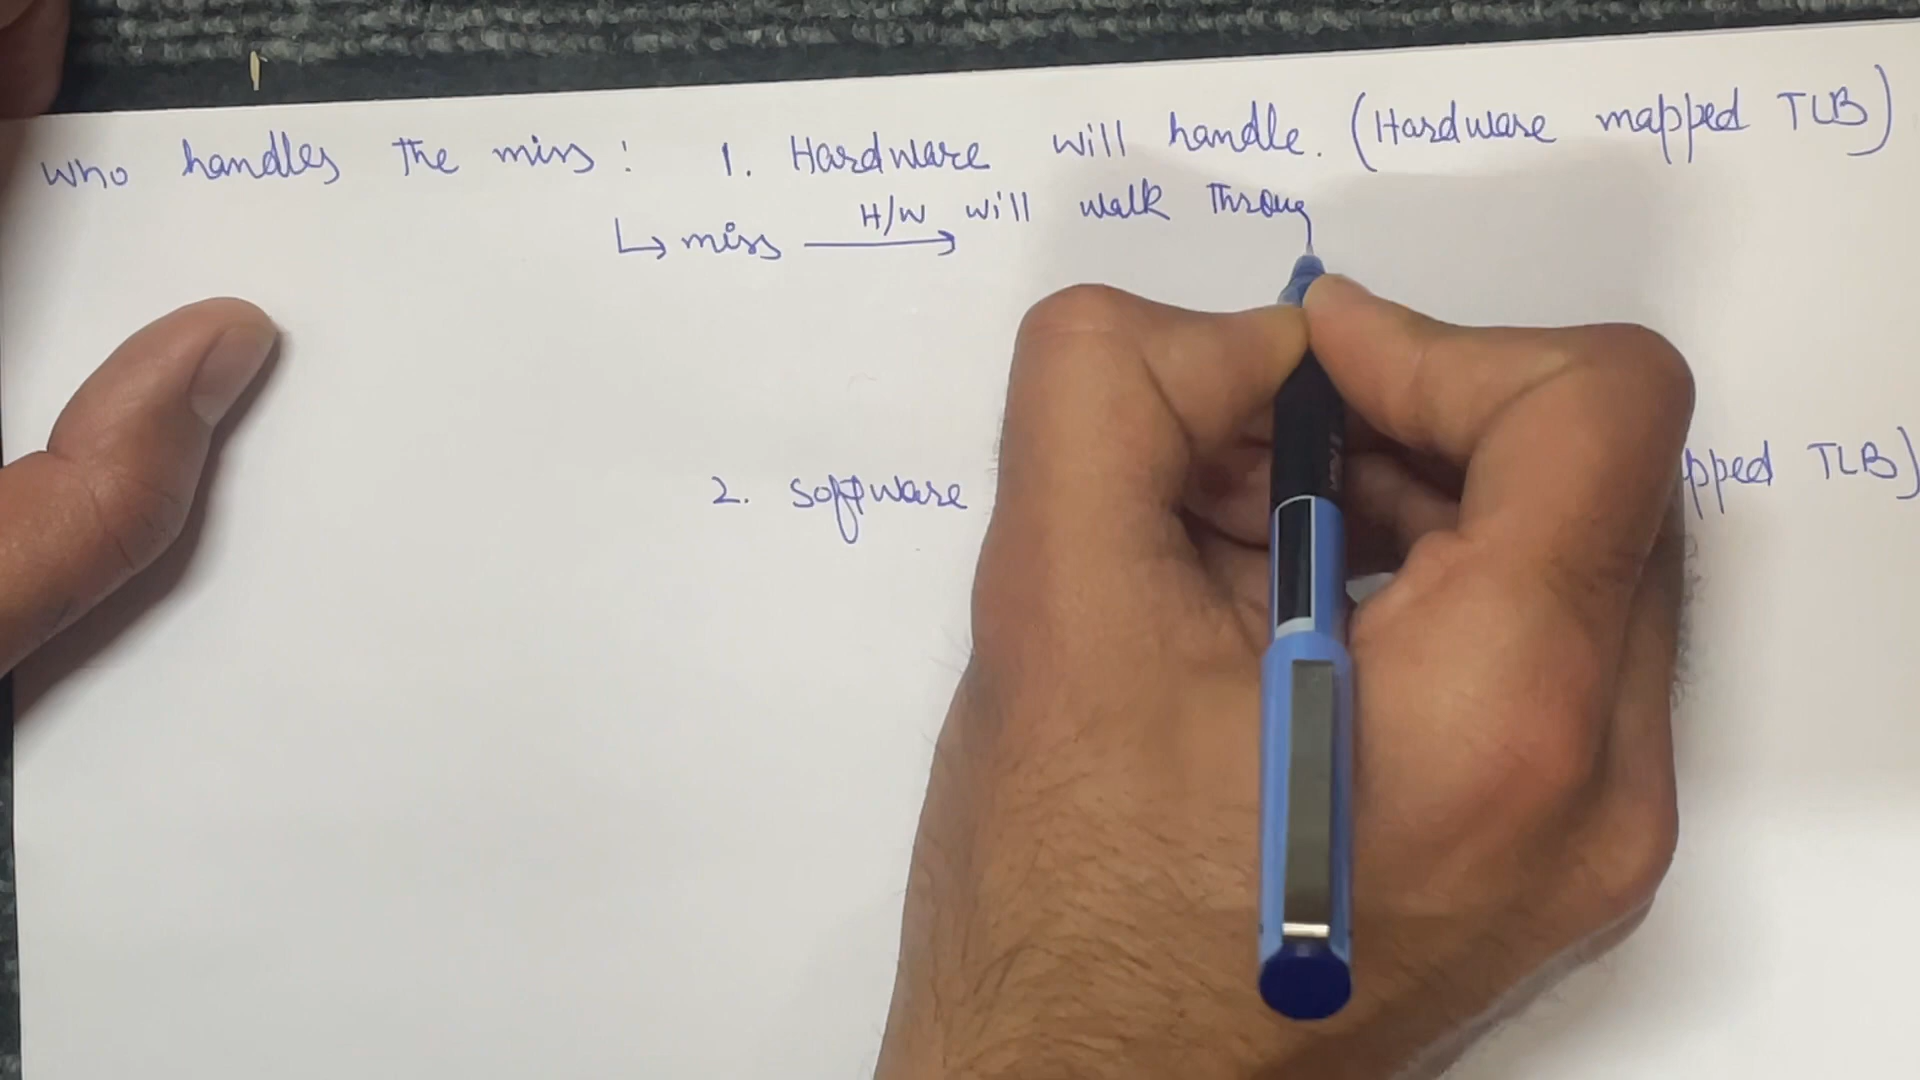 Who handles the miss : 1. Hardware will handle. (Hardware mapped TLB)
↳ miss H/W → will walk throug
2. software pped TLB)